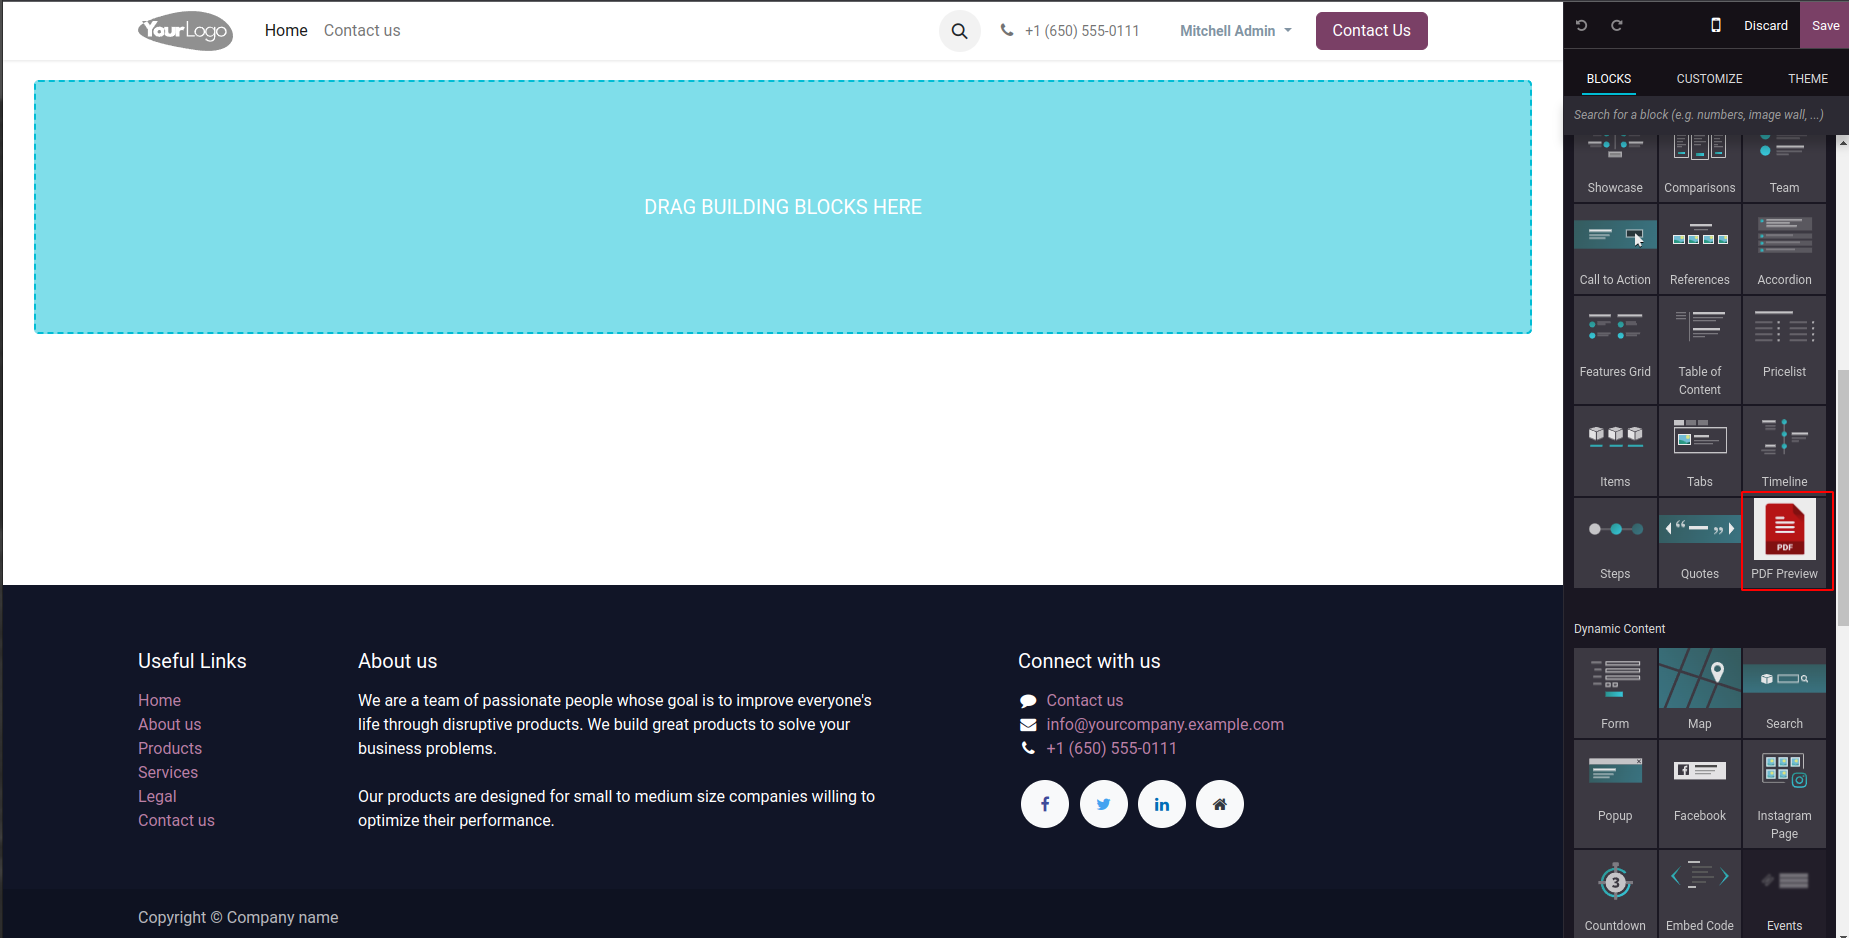 YourLogo
Home
Contact us
+1 (650) 555-0111
Mitchell Admin
Contact Us
Discard
Save
BLOCKS
CUSTOMIZE
THEME
Search for a block (e.g. numbers, image wall, ...)
DRAG BUILDING BLOCKS HERE
Showcase
Comparisons
Team
Call to Action
References
Accordion
Features Grid
Table of
Content
Pricelist
Items
Tabs
Timeline
Steps
Quotes
PDF
PDF Preview
Dynamic Content
Form
Map
Search
Popup
Facebook
Instagram
Page
3
Countdown
Embed Code
Events
Useful Links
Home
About us
Products
Services
Legal
Contact us
About us
We are a team of passionate people whose goal is to improve everyone's
life through disruptive products. We build great products to solve your
business problems.
Our products are designed for small to medium size companies willing to
optimize their performance.
Connect with us
Contact us
info@yourcompany.example.com
+1 (650) 555-0111
Copyright © Company name